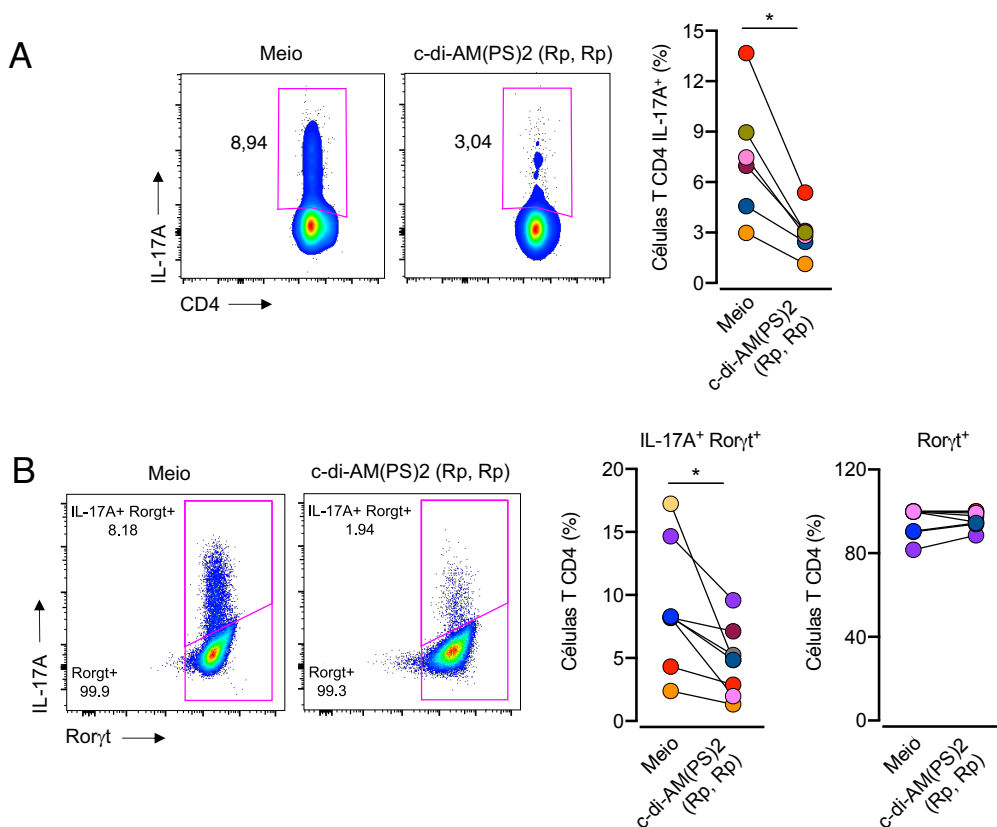 A
Meio
c-di-AM(PS)2 (Rp, Rp)
8,94
3,04
IL-17A
CD4
Células T CD4 IL-17A⁺ (%)
15
12
9
6
3
0
*
Meio
c-di-AM(PS)2
(Rp, Rp)
B
Meio
c-di-AM(PS)2 (Rp, Rp)
IL-17A+ Rorgt+
8.18
Rorgt+
99.9
IL-17A+ Rorgt+
1.94
Rorgt+
99.3
IL-17A
Rorγt
IL-17A⁺ Rorγt⁺
Células T CD4 (%)
20
15
10
5
0
*
Meio
c-di-AM(PS)2
(Rp, Rp)
Rorγt⁺
Células T CD4 (%)
120
80
40
0
Meio
c-di-AM(PS)2
(Rp, Rp)